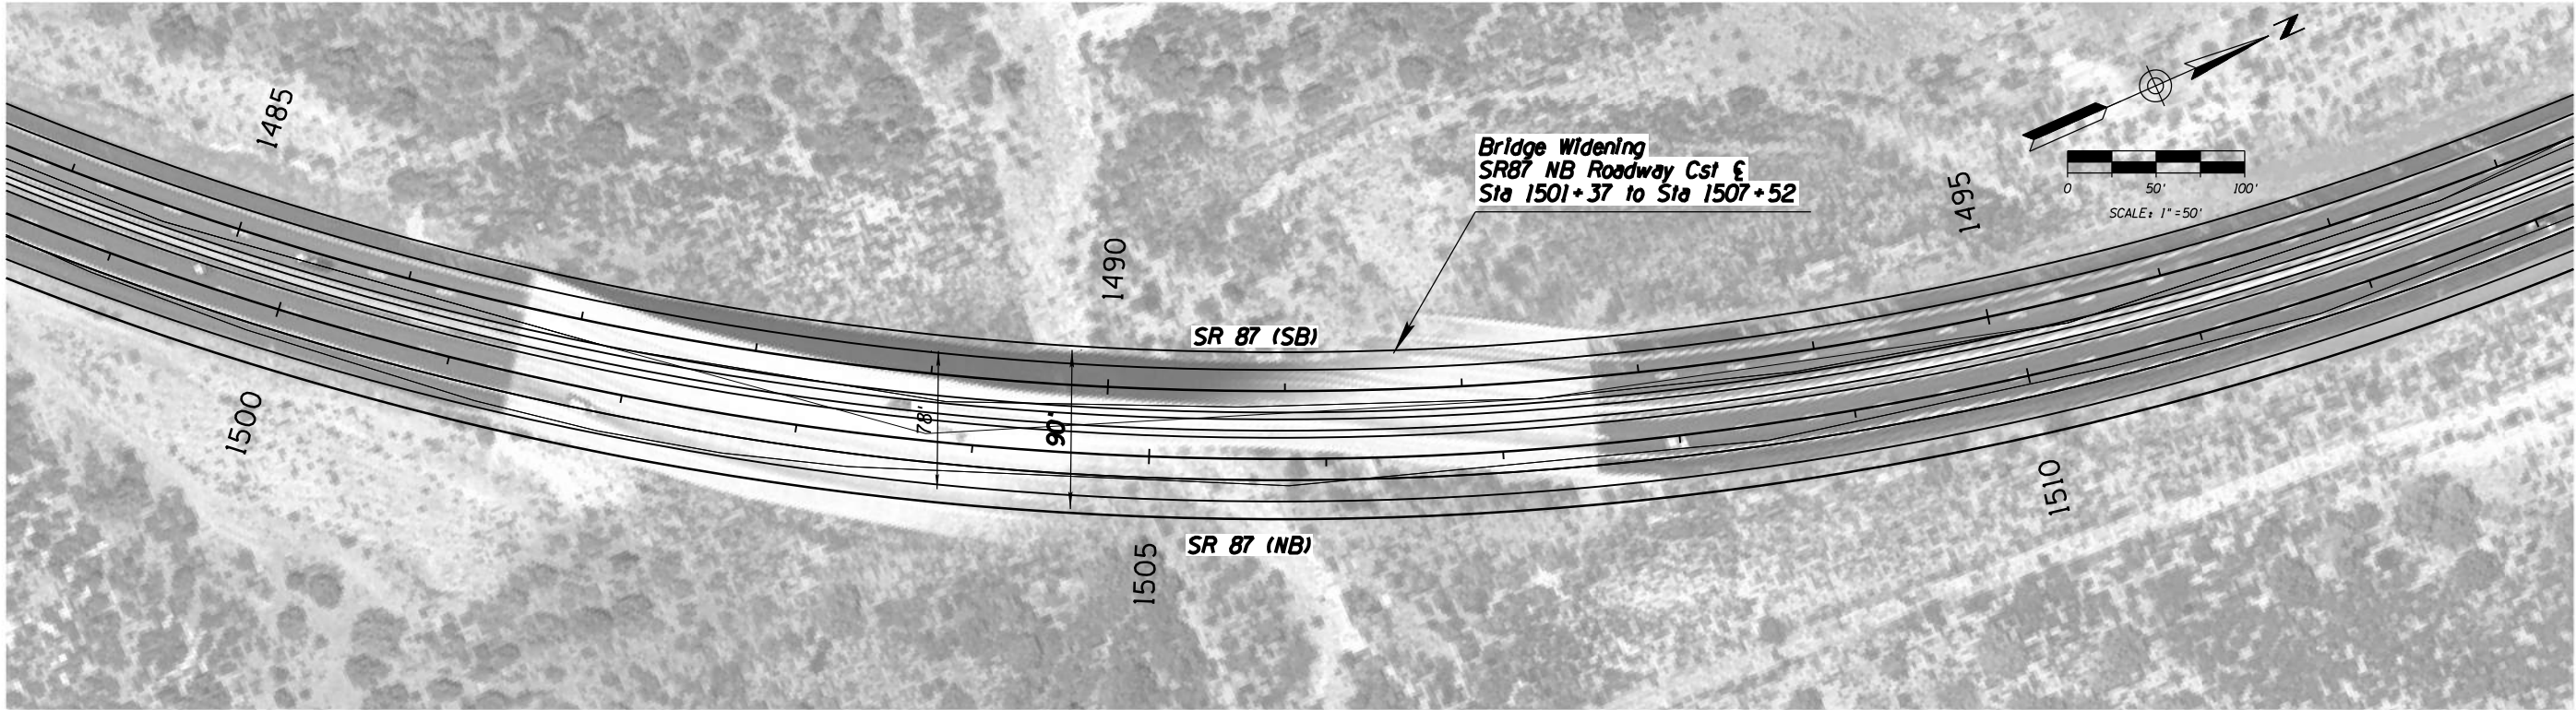 N
1485
Bridge Widening
SR87 NB Roadway Cst ℄
Sta 1501+37 to Sta 1507+52
0 50' 100'
SCALE: 1"=50'
1495
1490
SR 87 (SB)
78'
90'
1500
1510
SR 87 (NB)
1505